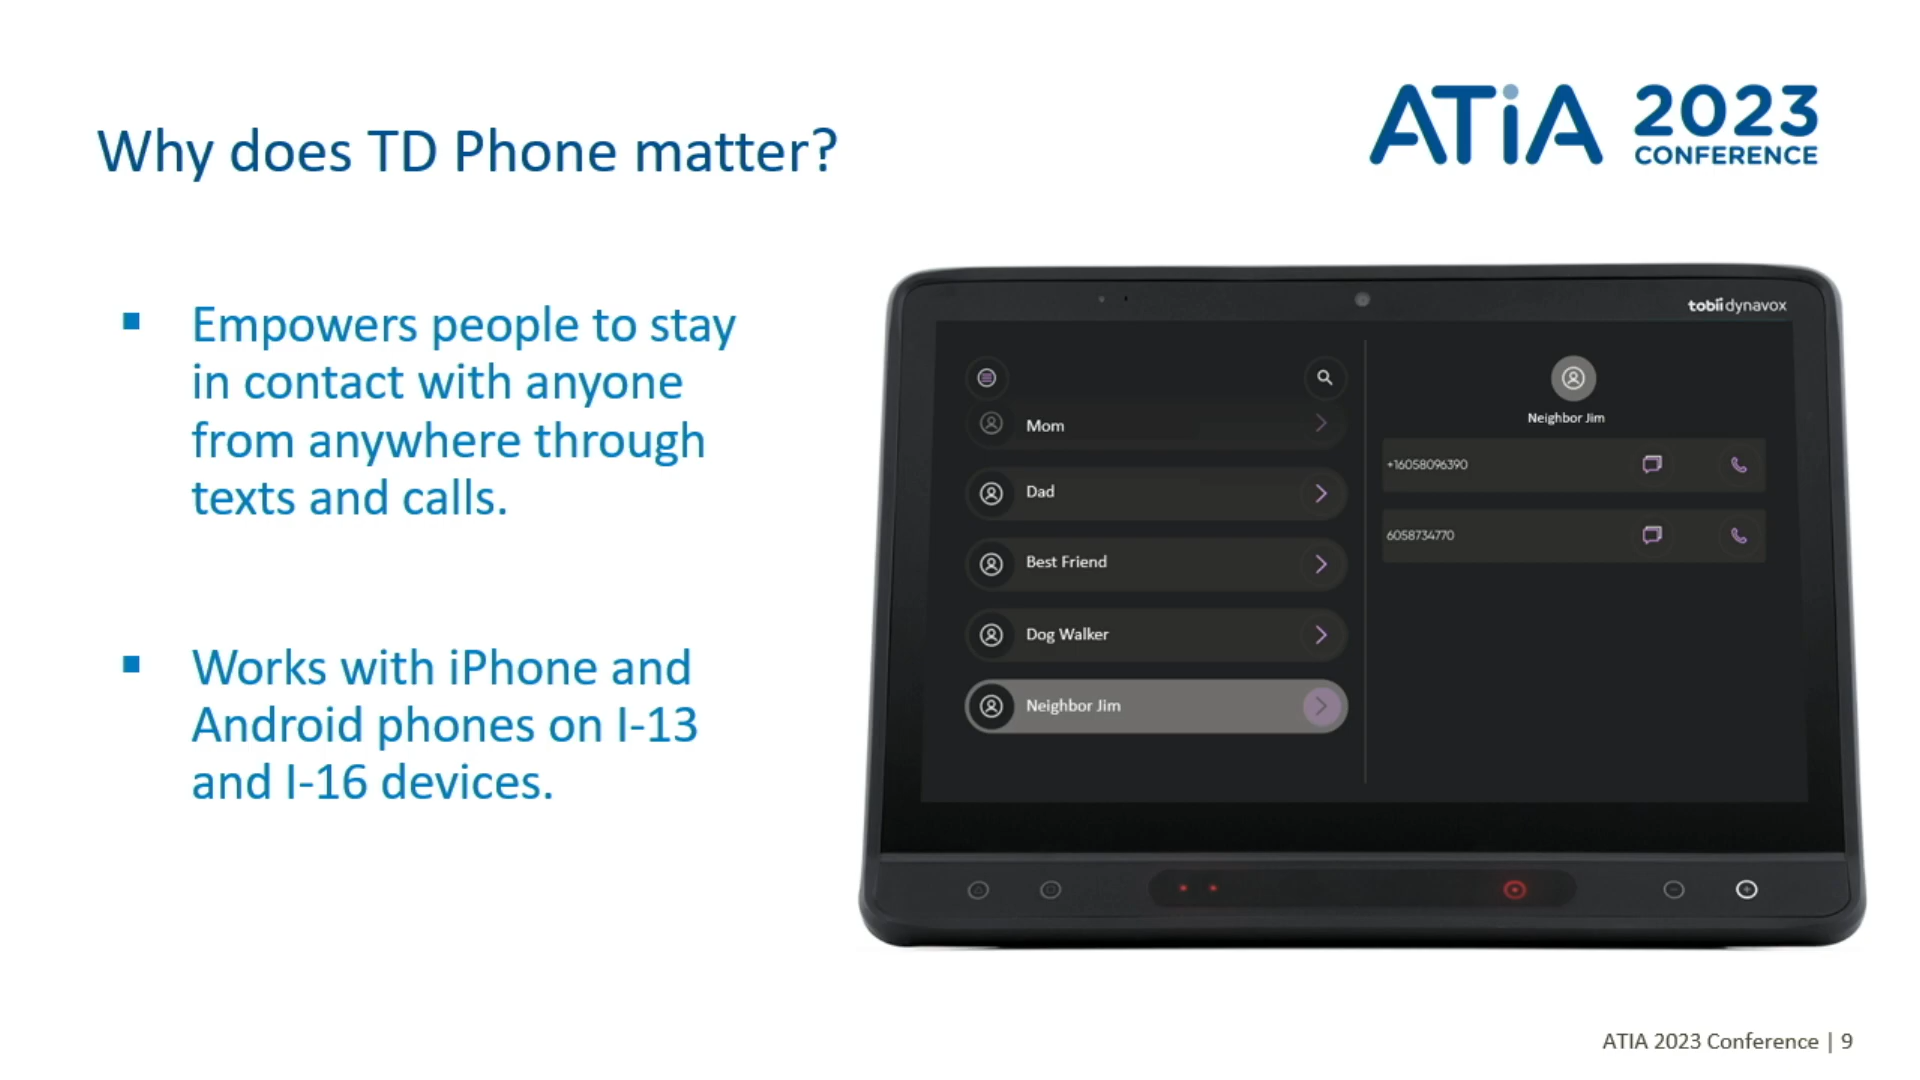 Why does TD Phone matter?
ATiA 2023
CONFERENCE
Empowers people to stay
in contact with anyone
from anywhere through
texts and calls.
Works with iPhone and
Android phones on I-13
and I-16 devices.
tobii dynavox
Mom
Dad
Best Friend
Dog Walker
Neighbor Jim
Neighbor Jim
+16058096390
6058734770
ATIA 2023 Conference | 9